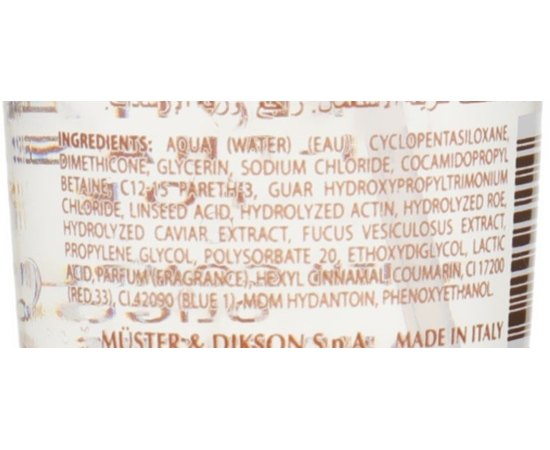 INGREDIENTS: AQUA (WATER) (EAU), CYCLOPENTASILOXANE,
DIMETHICONE, GLYCERIN, SODIUM CHLORIDE, COCAMIDOPROPYL
BETAINE, C12-15 PARETH-3, GUAR HYDROXYPROPYLTRIMONIUM
CHLORIDE, LINSEED ACID, HYDROLYZED ACTIN, HYDROLYZED ROE,
HYDROLYZED CAVIAR EXTRACT, FUCUS VESICULOSUS EXTRACT,
PROPYLENE GLYCOL, POLYSORBATE 20, ETHOXYDIGLYCOL, LACTIC
ACID, PARFUM (FRAGRANCE), HEXYL CINNAMAL, COUMARIN, CI 17200
(RED 33), CI 42090 (BLUE 1), MDM HYDANTOIN, PHENOXYETHANOL.
MÜSTER & DIKSON S.p.A. MADE IN ITALY